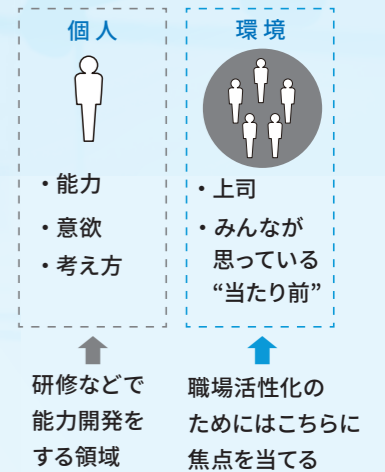 個人
・能力
・意欲
・考え方
研修などで
能力開発を
する領域
環境
・上司
・みんなが
思っている
“当たり前”
職場活性化の
ためにはこちらに
焦点を当てる